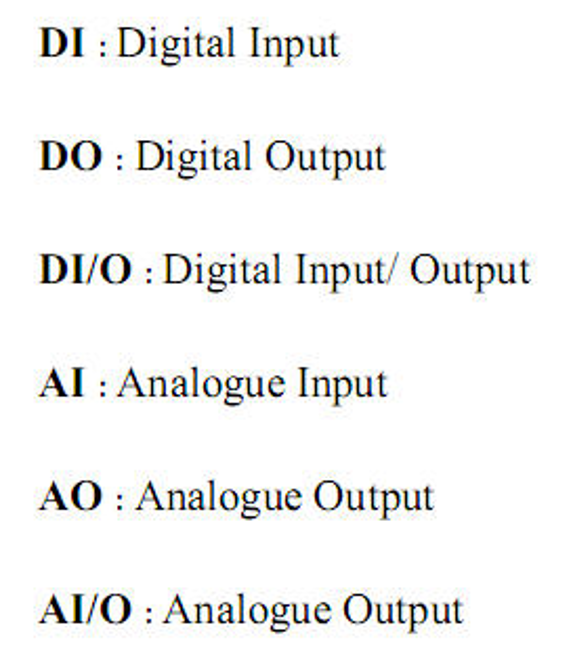 DI : Digital Input
DO : Digital Output
DI/O : Digital Input/ Output
AI : Analogue Input
AO : Analogue Output
AI/O : Analogue Output